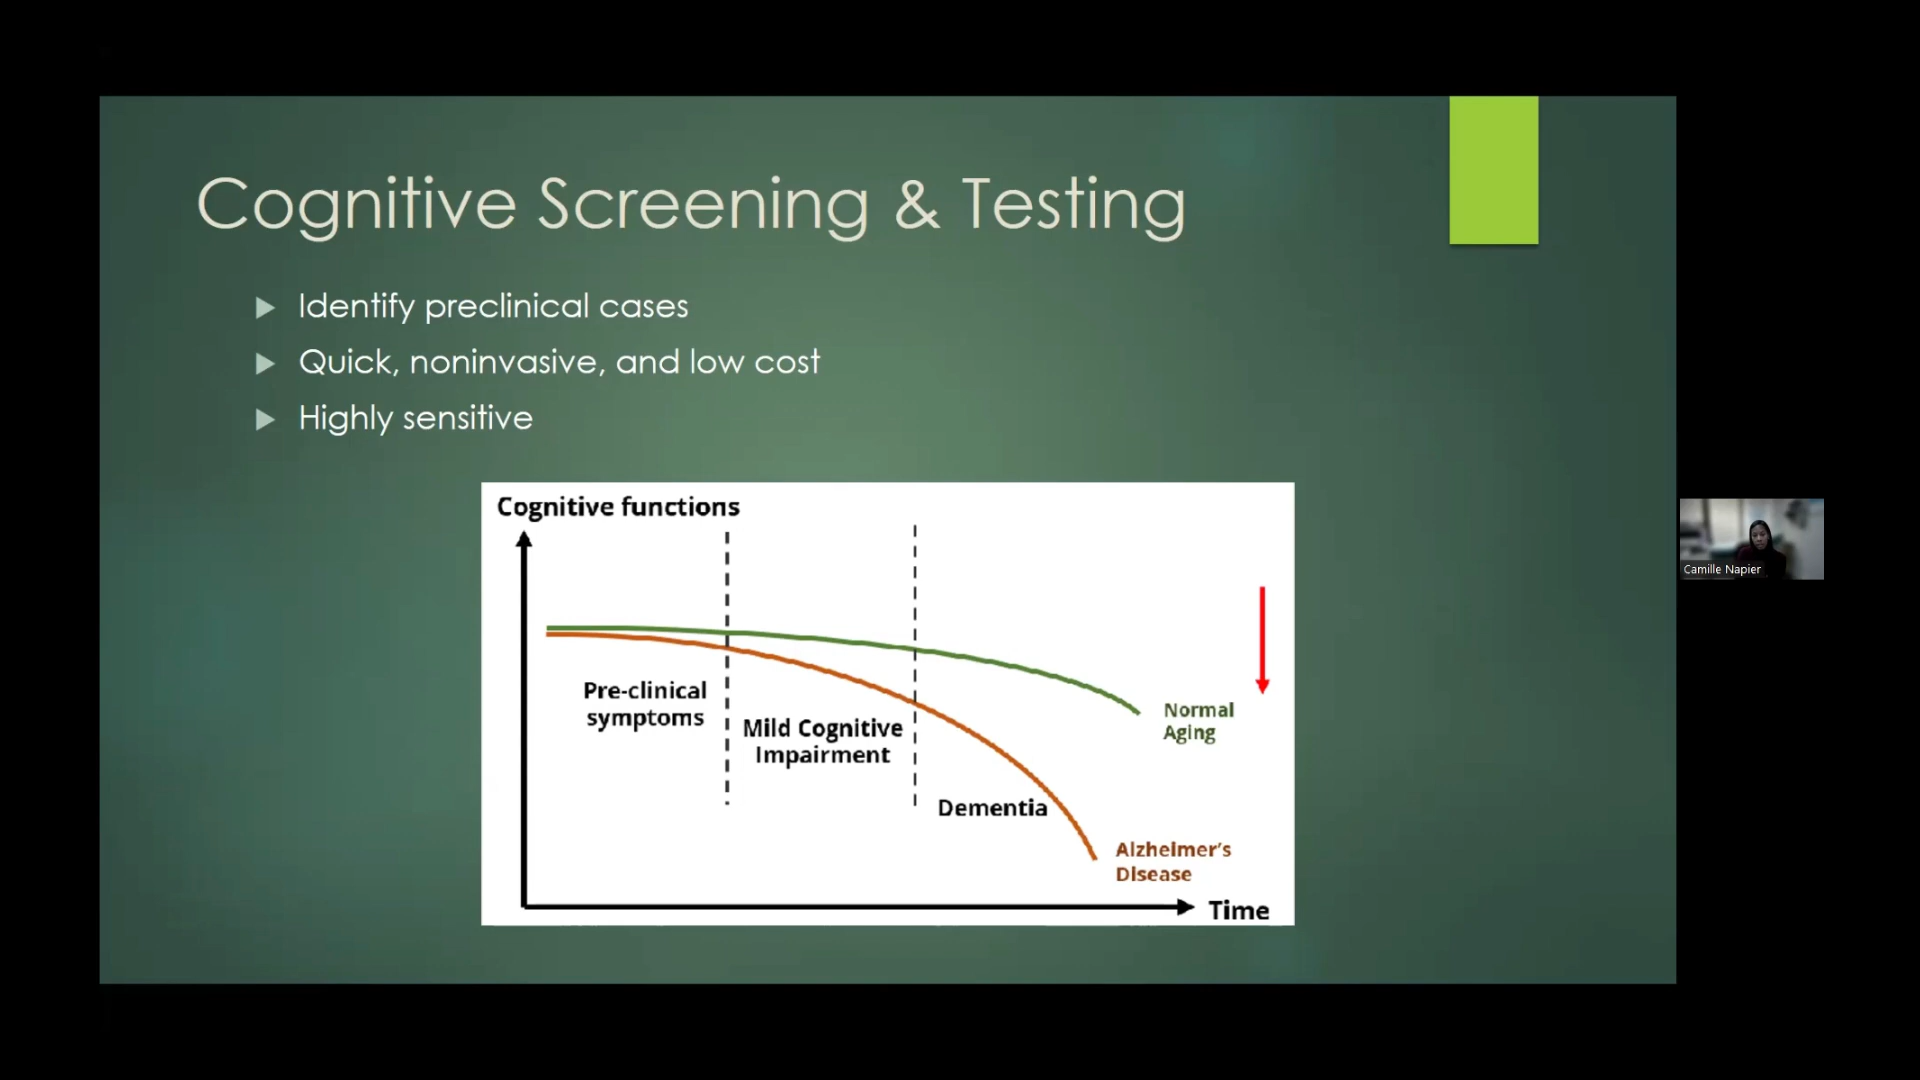 Cognitive Screening & Testing
Identify preclinical cases
Quick, noninvasive, and low cost
Highly sensitive
Cognitive functions
Pre-clinical
symptoms
Mild Cognitive
Impairment
Dementia
Normal
Aging
Alzheimer's
Disease
Time
Camille Napier